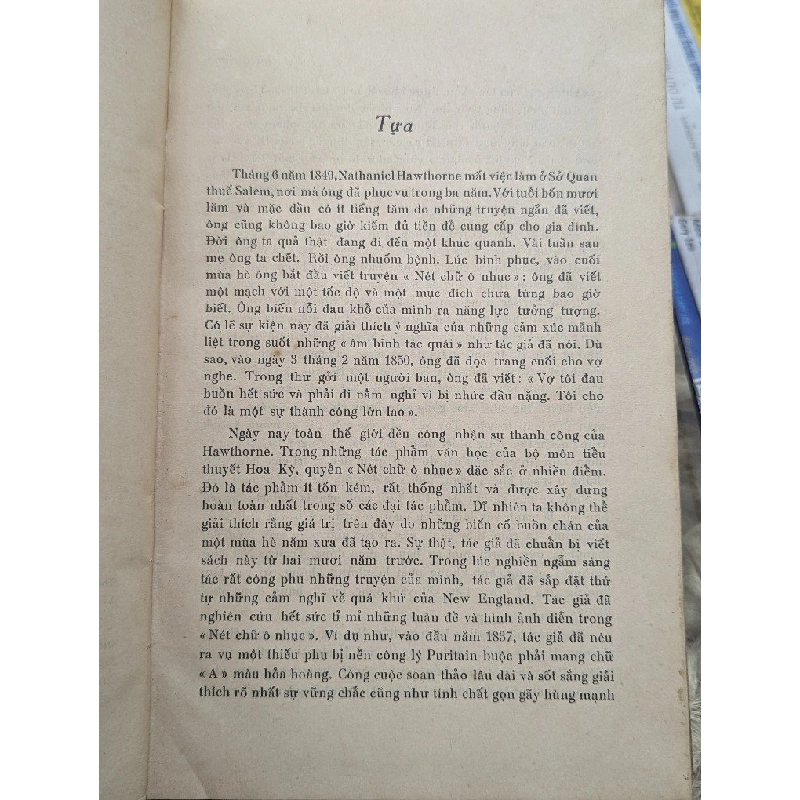 Tựa
Tháng 6 năm 1849, Nathaniel Hawthorne mất việc làm ở Sở Quan
thuế Salem, nơi mà ông đã phục vụ trong ba năm. Với tuổi bốn mươi
lăm và mặc dầu có ít tiếng tăm do những truyện ngắn đã viết,
ông cũng không bao giờ kiếm đủ tiền để cung cấp cho gia đình.
Đời ông ta quả thật đang đi đến một khúc quanh. Vài tuần sau
mẹ ông ta chết. Rồi ông nhuốm bệnh. Lúc bình phục, vào cuối
mùa hè ông bắt đầu viết truyện « Nét chữ ô nhục » ; ông đã viết
một mạch với một tốc độ và một mục đích chưa từng bao giờ
biết. Ông biến nỗi đau khổ của mình ra năng lực tưởng tượng.
Có lẽ sự kiện này đã giải thích ý nghĩa của những cảm xúc mãnh
liệt trong suốt những « âm binh tác quái » như tác giả đã nói. Dù
sao, vào ngày 3 tháng 2 năm 1850, ông đã đọc trang cuối cho vợ
nghe. Trong thư gởi một người bạn, ông đã viết : « Vợ tôi đau
buồn hết sức và phải đi nằm nghỉ vì bị nhức đầu nặng. Tôi cho
đó là một sự thành công lớn lao ».
Ngày nay toàn thế giới đều công nhận sự thành công của
Hawthorne. Trong những tác phẩm văn học của bộ môn tiểu
thuyết Hoa Kỳ, quyển « Nét chữ ô nhục » đặc sắc ở nhiều điểm.
Đó là tác phẩm ít tốn kém, rất thống nhất và được xây dựng
hoàn toàn nhất trong số các đại tác phẩm. Dĩ nhiên ta không thể
giải thích rằng giá trị trên đây do những biến cố buồn chán của
một mùa hè năm xưa đã tạo ra. Sự thật, tác giả đã chuẩn bị viết
sách này từ hai mươi năm trước. Trong lúc nghiền ngẫm sáng
tác rất công phu những truyện của mình, tác giả đã sắp đặt thứ
tự những cảm nghĩ về quá khứ của New England. Tác giả đã
nghiên cứu hết sức tỉ mỉ những luận đề và hình ảnh diễn trong
« Nét chữ ô nhục ». Ví dụ như, vào đầu năm 1837, tác giả đã nêu
ra vụ một thiếu phụ bị nền công lý Puritain buộc phải mang chữ
« A » màu hỏa hoàng. Công cuộc soạn thảo lâu dài và sốt sắng giải
thích rõ nhất sự vững chắc cũng như tính chất gọn gãy hùng mạnh